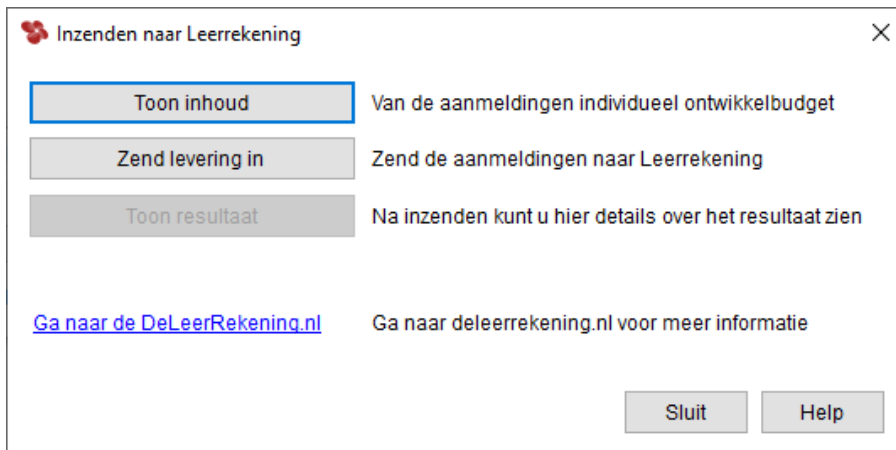 Inzenden naar Leerrekening
Toon inhoud Van de aanmeldingen individueel ontwikkelbudget
Zend levering in Zend de aanmeldingen naar Leerrekening
Toon resultaat Na inzenden kunt u hier details over het resultaat zien
Ga naar de DeLeerRekening.nl Ga naar deleerrekening.nl voor meer informatie
Sluit Help